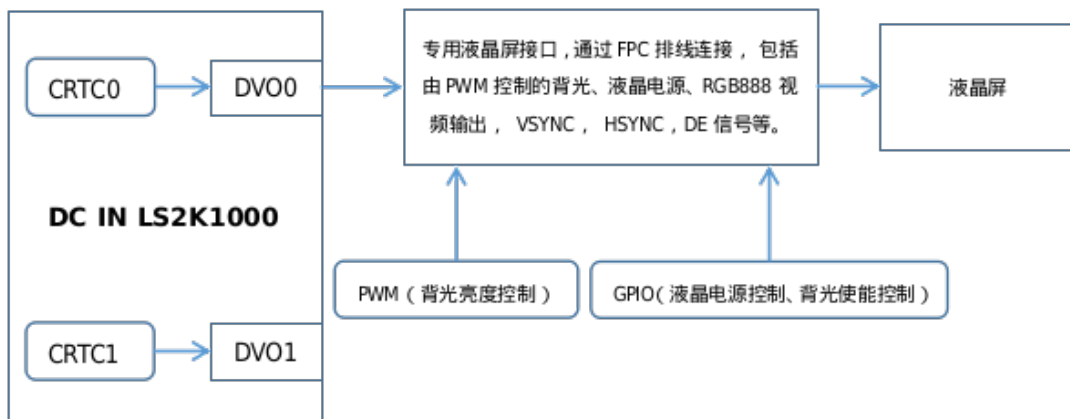 CRTC0
DVO0
专用液晶屏接口,通过 FPC 排线连接, 包括
由 PWM 控制的背光、液晶电源、RGB888 视
频输出, VSYNC, HSYNC,DE 信号等。
液晶屏
DC IN LS2K1000
PWM(背光亮度控制)
GPIO(液晶电源控制、背光使能控制)
CRTC1
DVO1